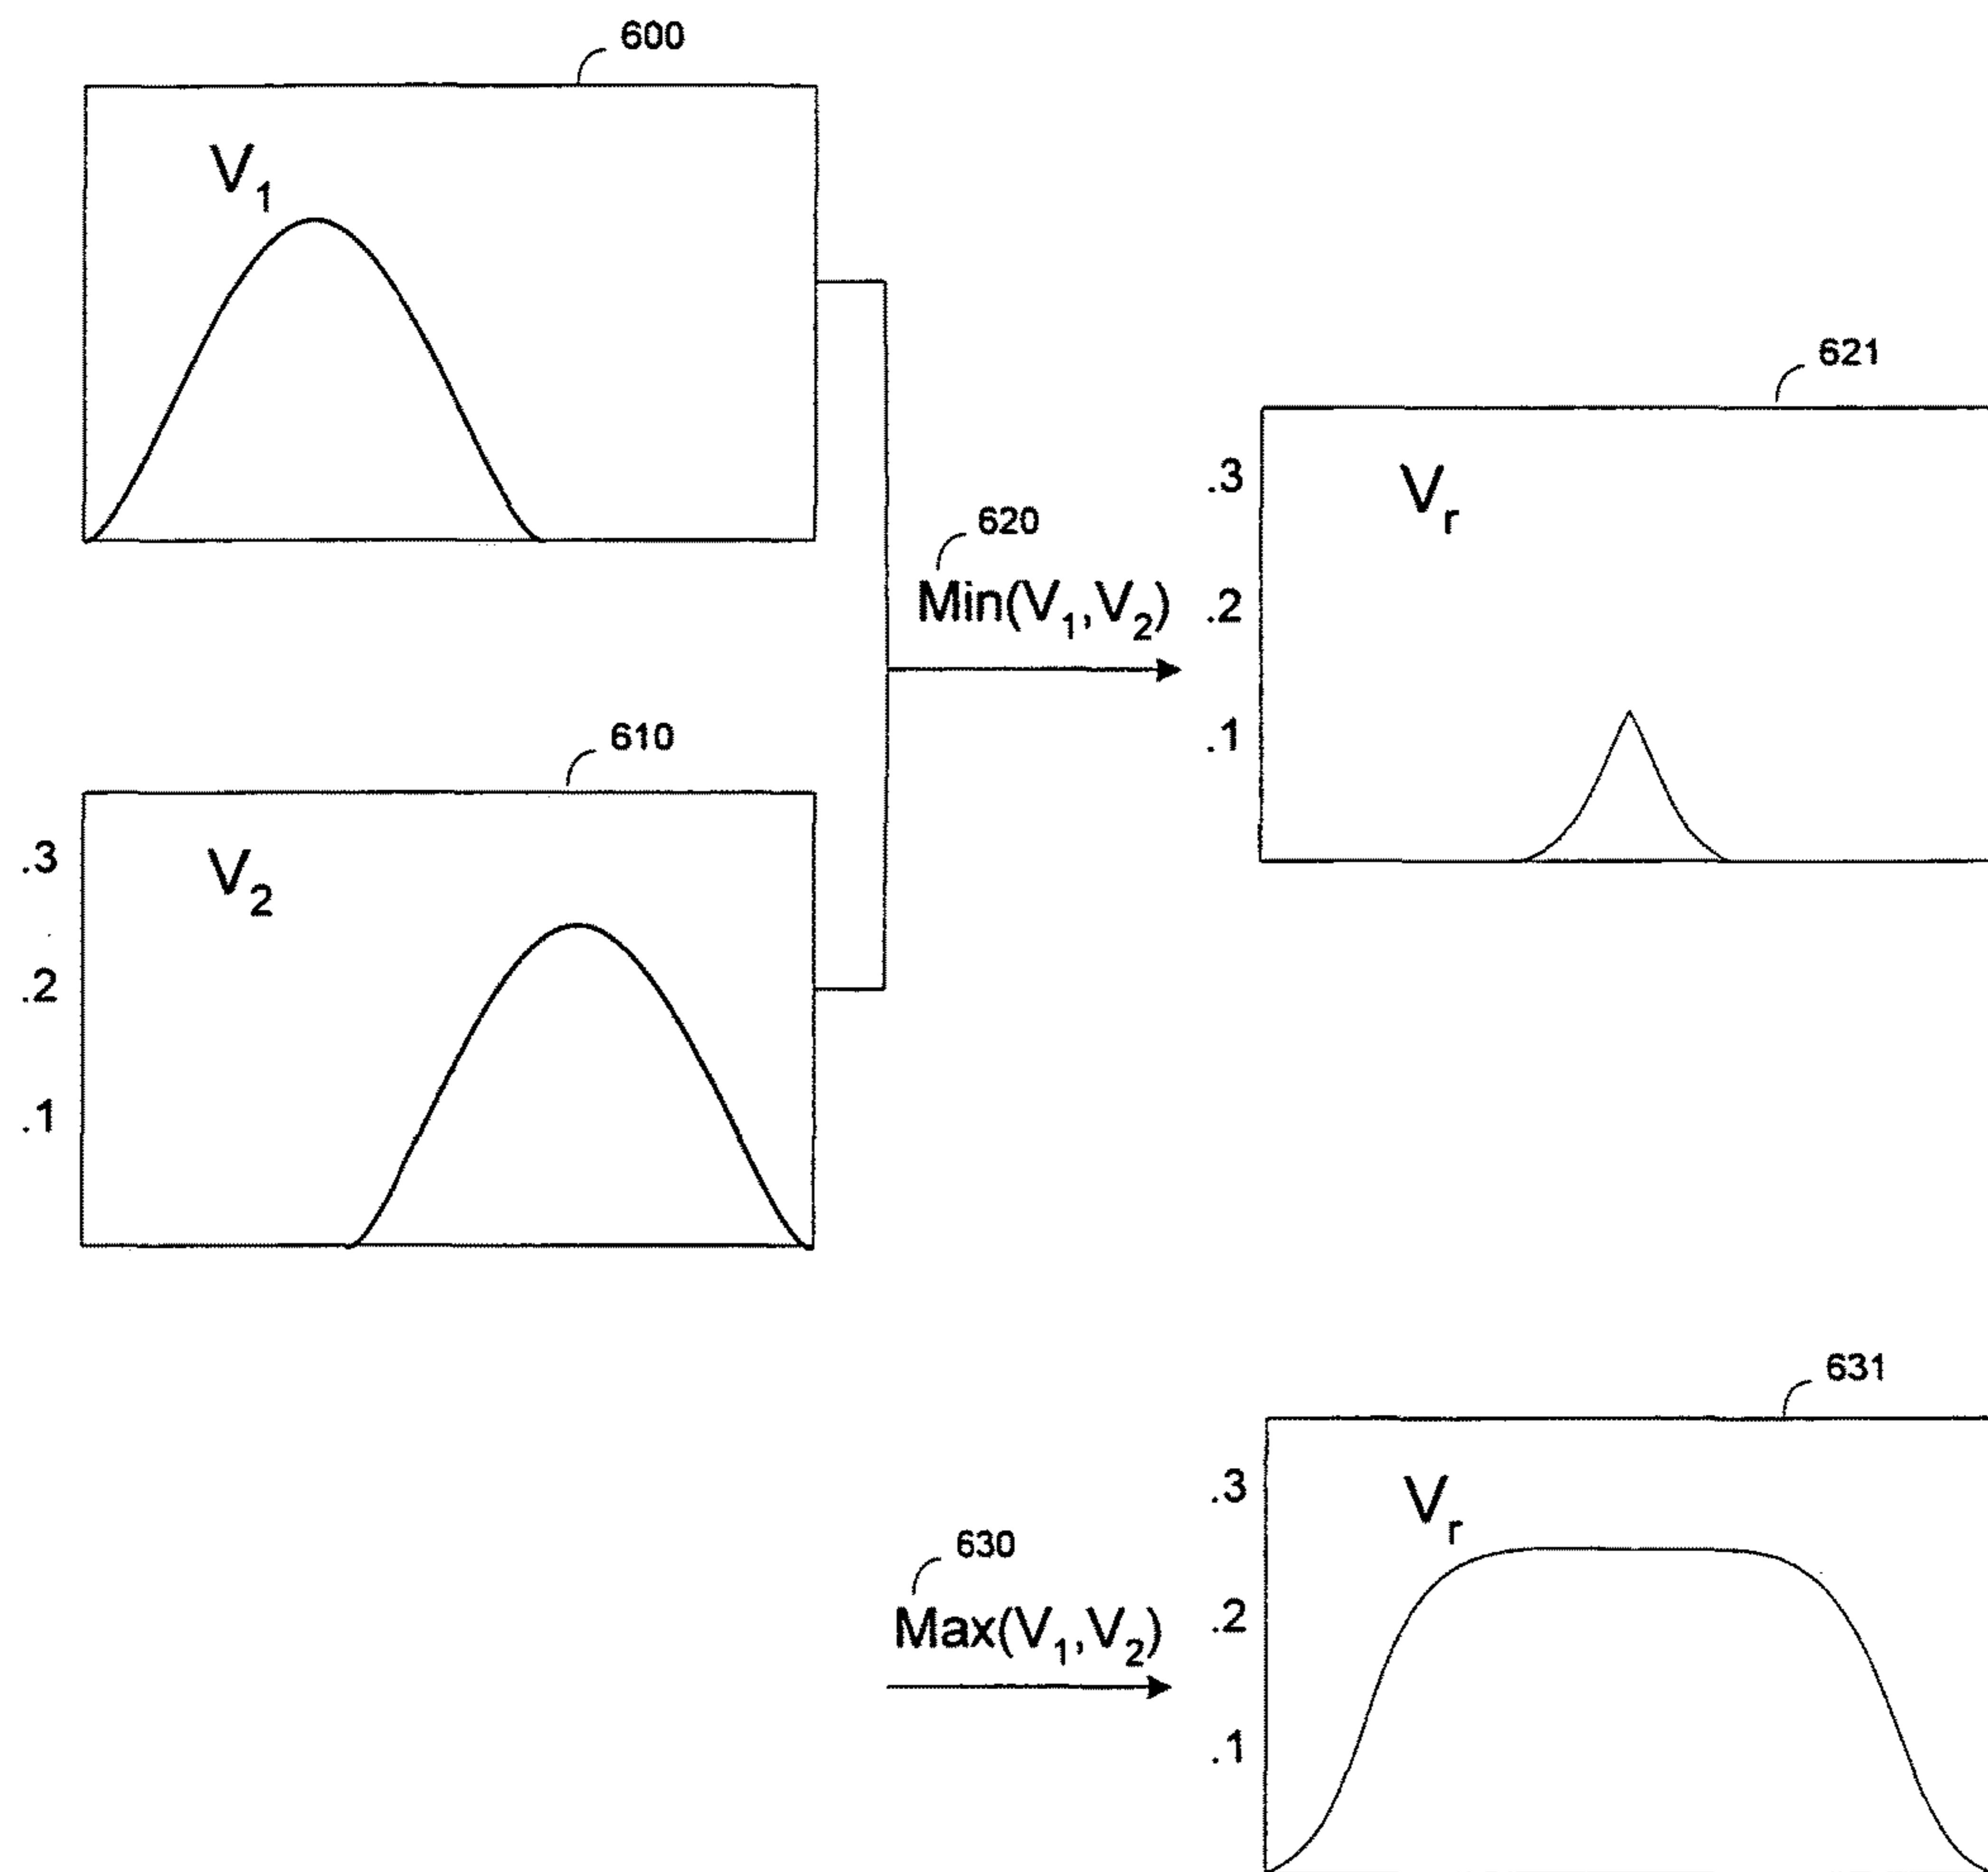 600
V1
621
.3
Vr
620
Min(V1,V2)
.2
.1
610
.3
V2
.2
.1
631
.3
Vr
630
Max(V1,V2)
.2
.1